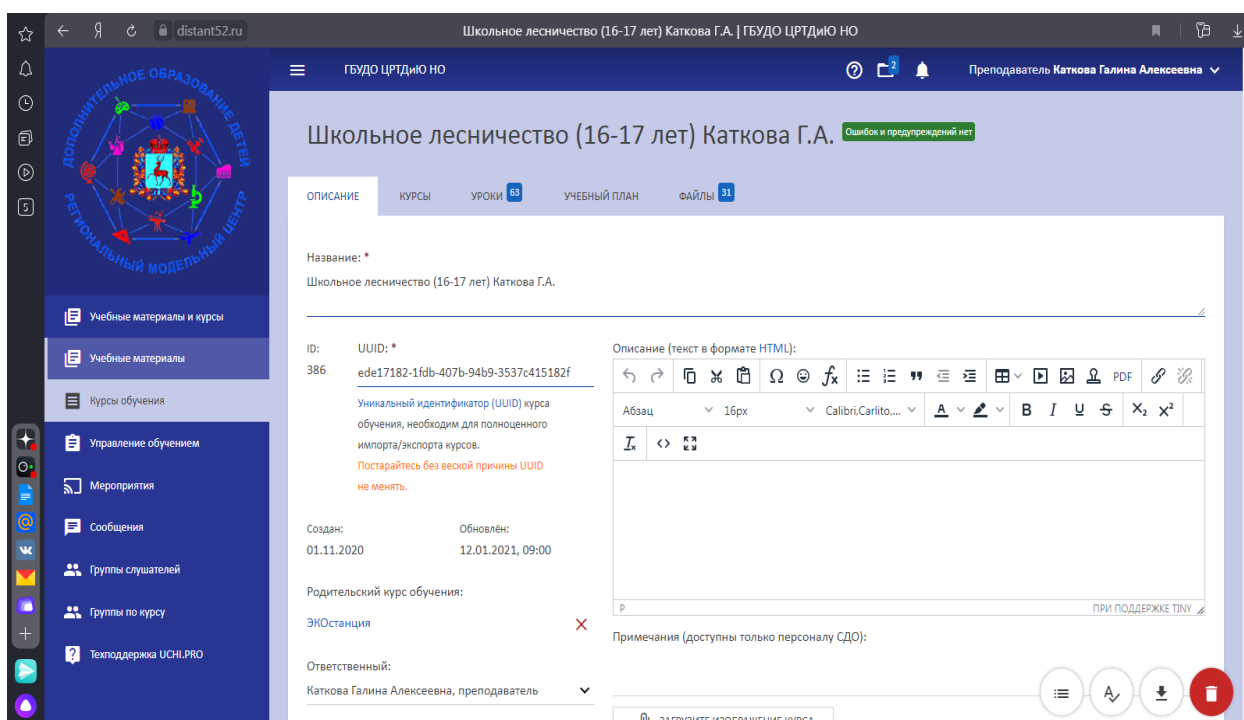 distant52.ru
Школьное лесничество (16-17 лет) Каткова Г.А. | ГБУДО ЦРТДиЮ НО
ДОПОЛНИТЕЛЬНОЕ ОБРАЗОВАНИЕ ДЕТЕЙ
РЕГИОНАЛЬНЫЙ МОДЕЛЬНЫЙ ЦЕНТР
ГБУДО ЦРТДиЮ НО
2
Преподаватель Каткова Галина Алексеевна
Школьное лесничество (16-17 лет) Каткова Г.А. Ошибок и предупреждений нет
ОПИСАНИЕ КУРСЫ УРОКИ 63 УЧЕБНЫЙ ПЛАН ФАЙЛЫ 31
Название: *
Школьное лесничество (16-17 лет) Каткова Г.А.
Учебные материалы и курсы
Учебные материалы
Курсы обучения
Управление обучением
Мероприятия
Сообщения
Группы слушателей
Группы по курсу
Техподдержка UCHI.PRO
ID: UUID: *
386 ede17182-1fdb-407b-94b9-3537c415182f
Уникальный идентификатор (UUID) курса
обучения, необходим для полноценного
импорта/экспорта курсов.
Постарайтесь без веской причины UUID
не менять.
Создан: Обновлён:
01.11.2020 12.01.2021, 09:00
Родительский курс обучения:
ЭКОстанция
Ответственный:
Каткова Галина Алексеевна, преподаватель
Описание (текст в формате HTML):
PDF
Абзац 16px Calibri,Carlito,... A B I U S X₂ X²
P ПРИ ПОДДЕРЖКЕ TINY
Примечания (доступны только персоналу СДО):
ЗАГРУЗИТЕ ИЗОБРАЖЕНИЕ КУРСА